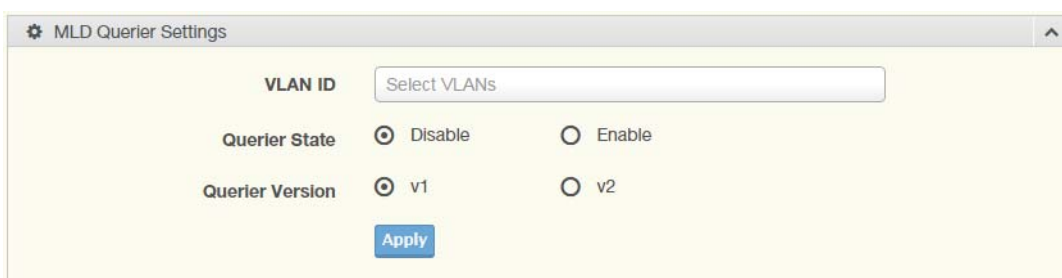 MLD Querier Settings
VLAN ID Select VLANs
Querier State Disable Enable
Querier Version v1 v2
Apply